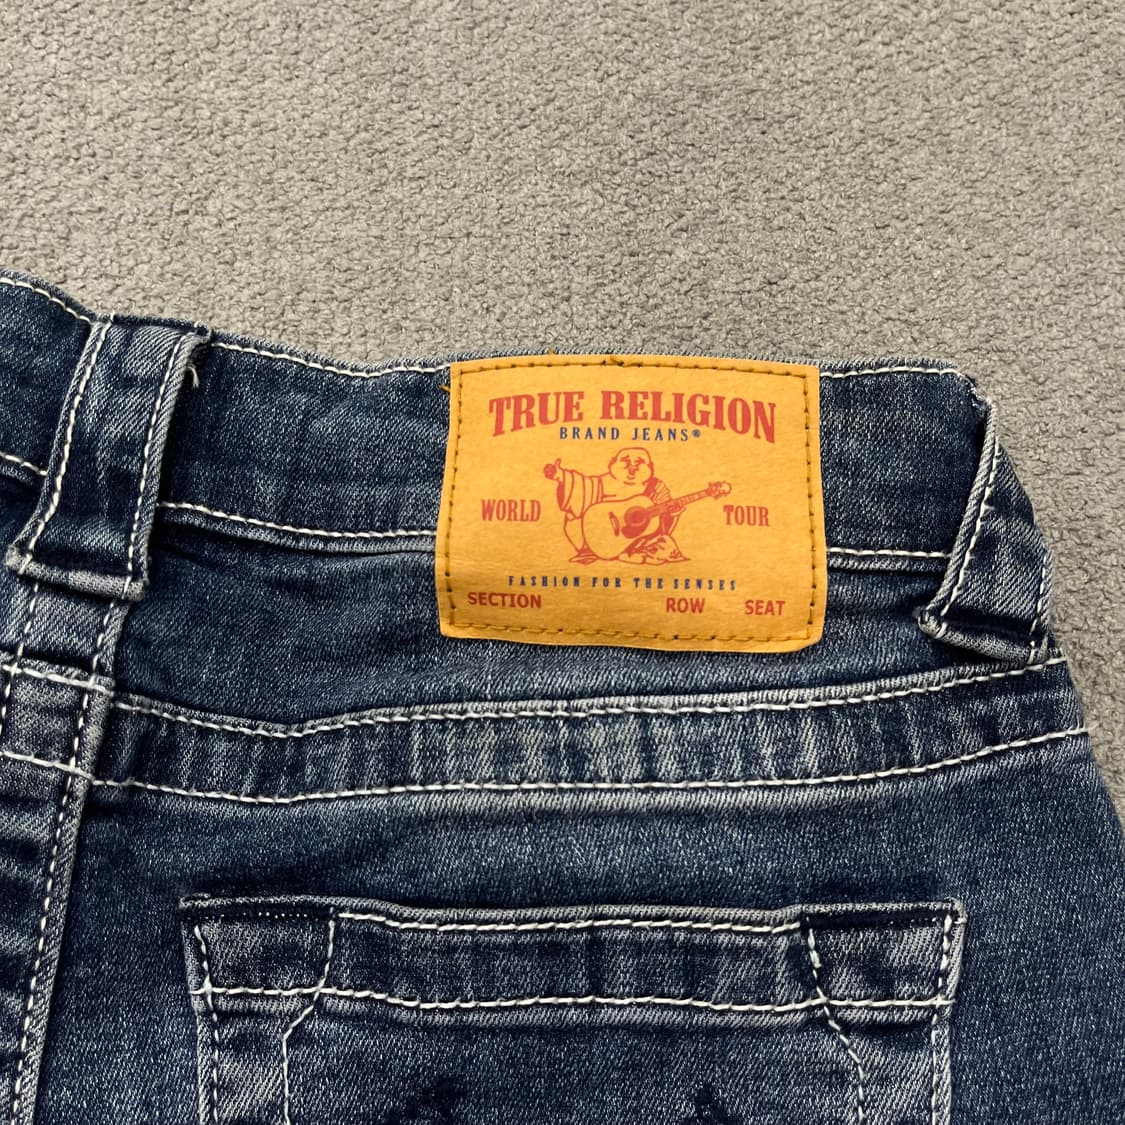 TRUE RELIGION
BRAND JEANS®
WORLD TOUR
FASHION FOR THE SENSES
SECTION ROW SEAT